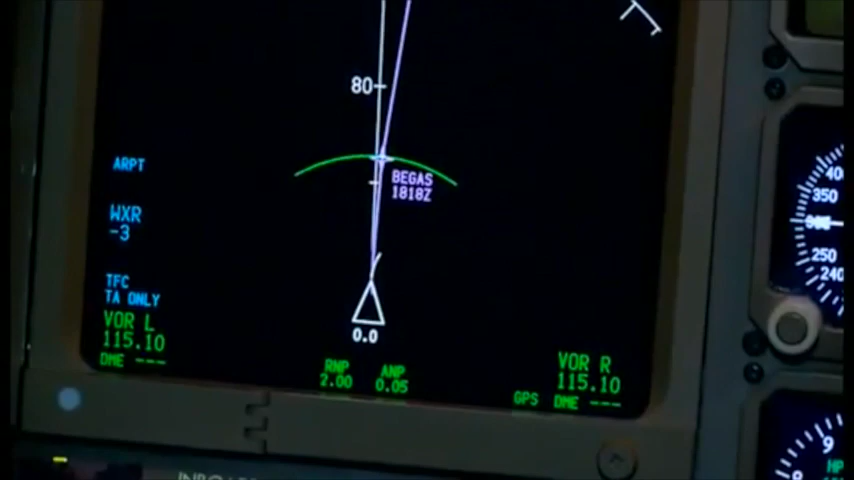 80
BEGAS
1818Z
ARPT
WXR
-3
TFC
TA ONLY
VOR L
115.10
DME ---
0.0
RNP
2.00
ANP
0.05
VOR R
115.10
GPS DME ---
400
350
250
240
9